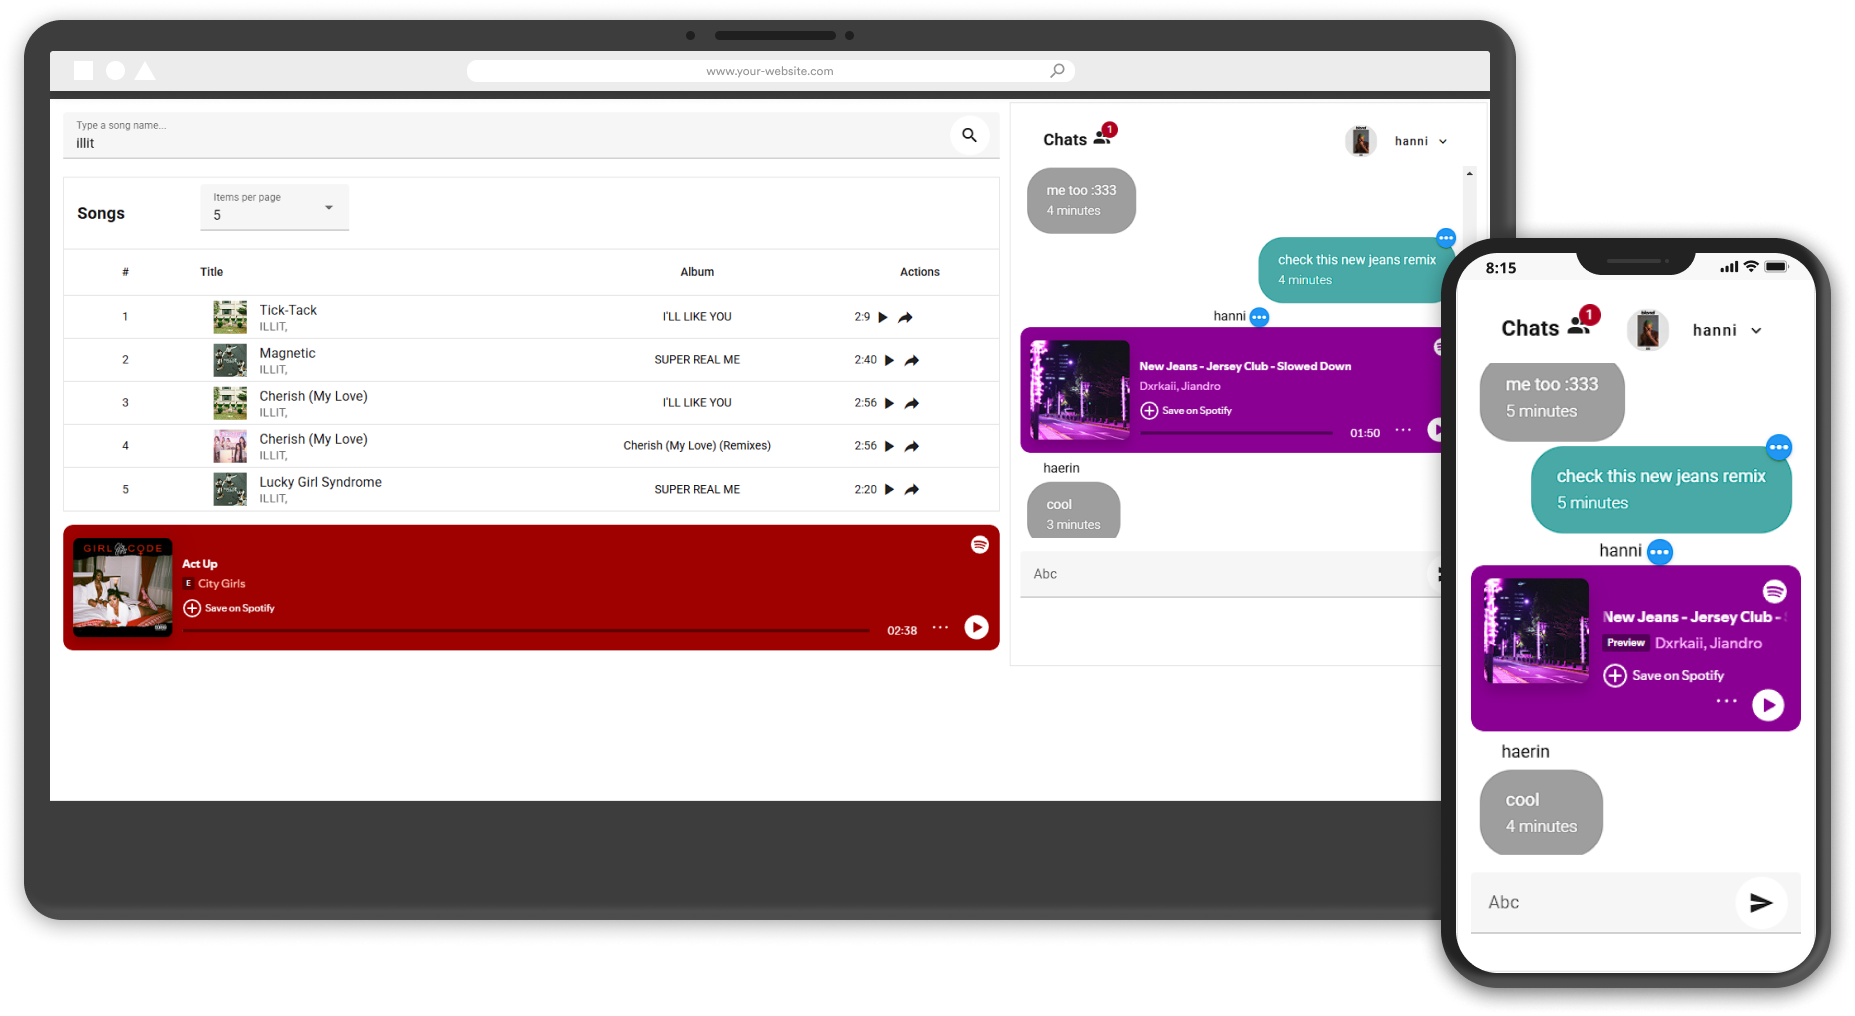 www.your-website.com
Type a song name...
illit
Songs
Items per page
5
# Title Album Actions
1 Tick-Tack I'LL LIKE YOU 2:9
ILLIT,
2 Magnetic SUPER REAL ME 2:40
ILLIT,
3 Cherish (My Love) I'LL LIKE YOU 2:56
ILLIT,
4 Cherish (My Love) Cherish (My Love) (Remixes) 2:56
ILLIT,
5 Lucky Girl Syndrome SUPER REAL ME 2:20
ILLIT,
GIRL CODE
Act Up
E City Girls
Save on Spotify
02:38
Chats 1 hanni
me too :333
4 minutes
check this new jeans remix
4 minutes
hanni
New Jeans - Jersey Club - Slowed Down
Dxrkaii, Jiandro
Save on Spotify
01:50
haerin
cool
3 minutes
Abc
8:15
Chats 1 hanni
me too :333
5 minutes
check this new jeans remix
5 minutes
hanni
New Jeans - Jersey Club -
Preview Dxrkaii, Jiandro
Save on Spotify
haerin
cool
4 minutes
Abc